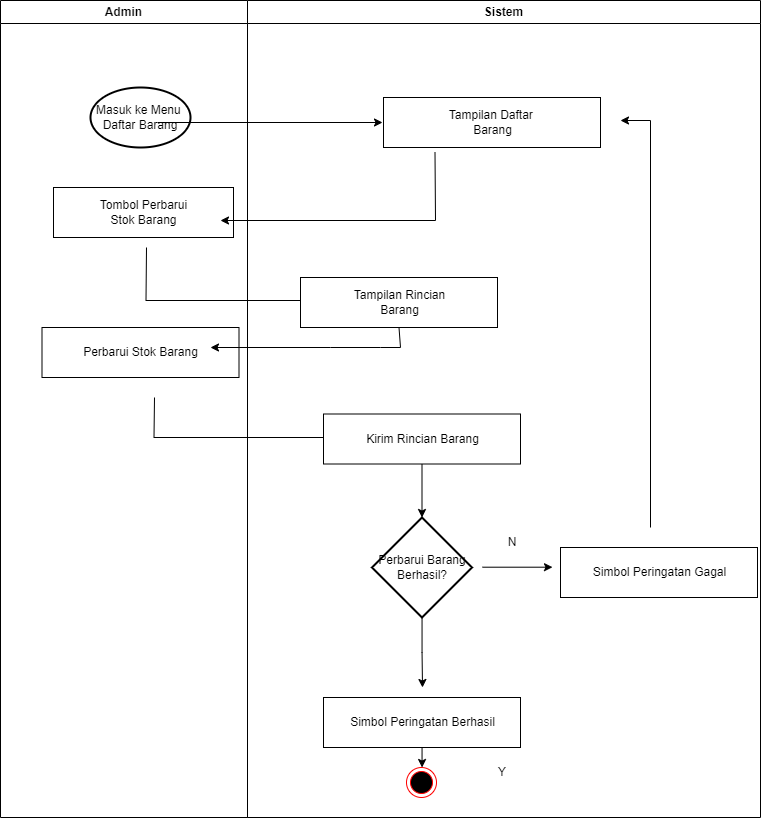 Admin
Sistem
Masuk ke Menu
Daftar Barang
Tampilan Daftar
Barang
Tombol Perbarui
Stok Barang
Tampilan Rincian
Barang
Perbarui Stok Barang
Kirim Rincian Barang
Perbarui Barang
Berhasil?
N
Simbol Peringatan Gagal
Simbol Peringatan Berhasil
Y